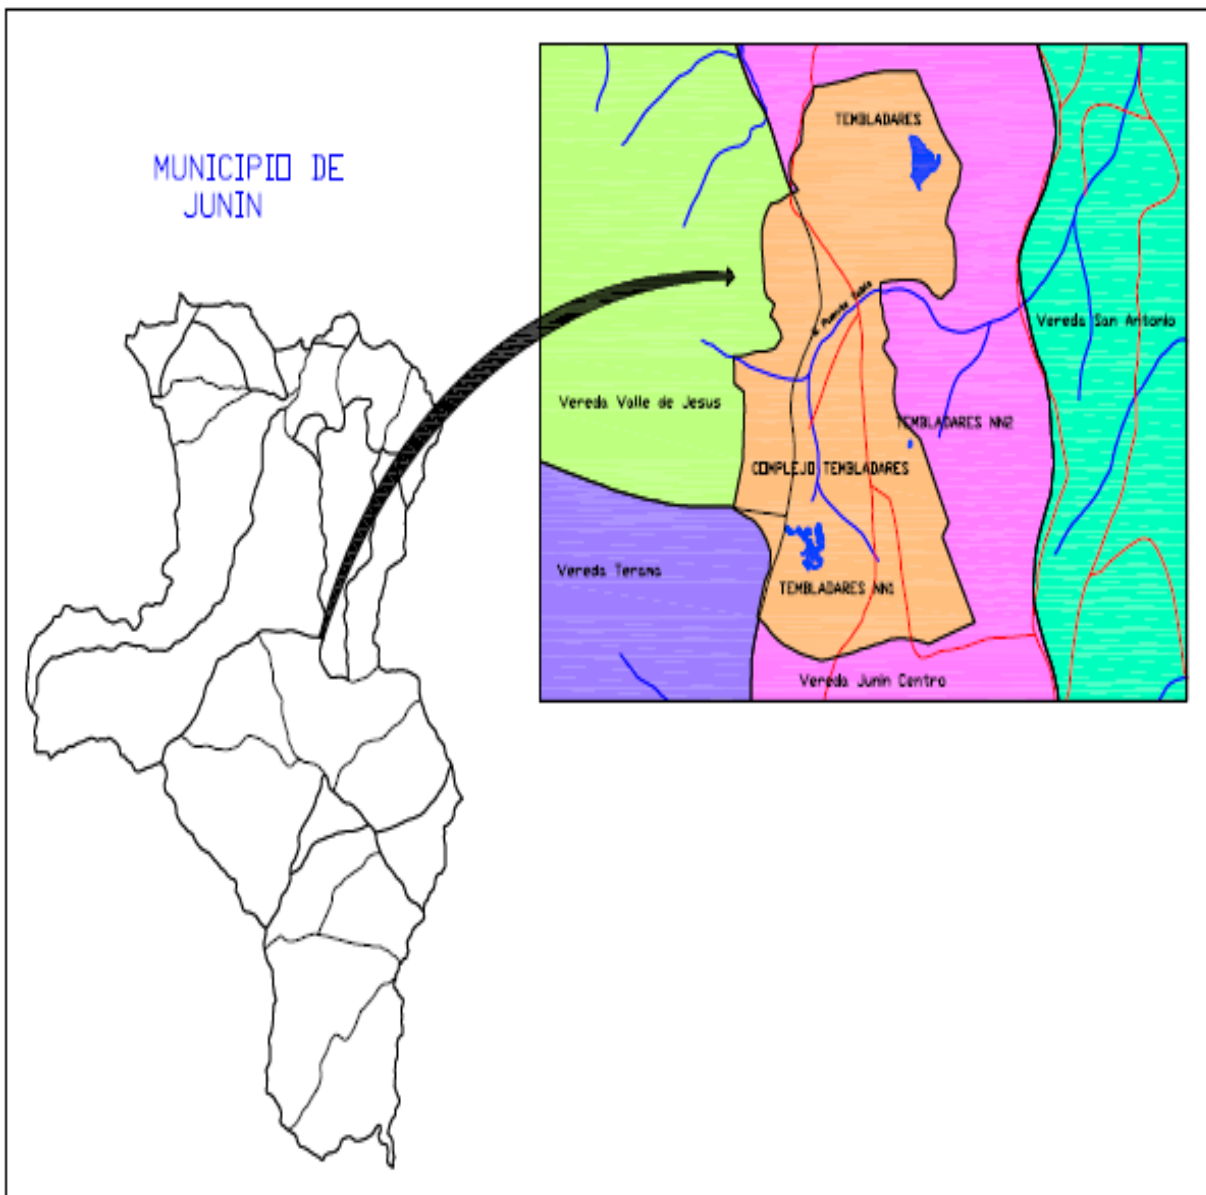 MUNICIPIO DE
JUNIN
TEMBLADARES
Vereda San Antonio
Vereda Valle de Jesus
TEMBLADARES NN2
COMPLEJO TEMBLADARES
Vereda Terama
TEMBLADARES NN1
Vereda Junin Centro